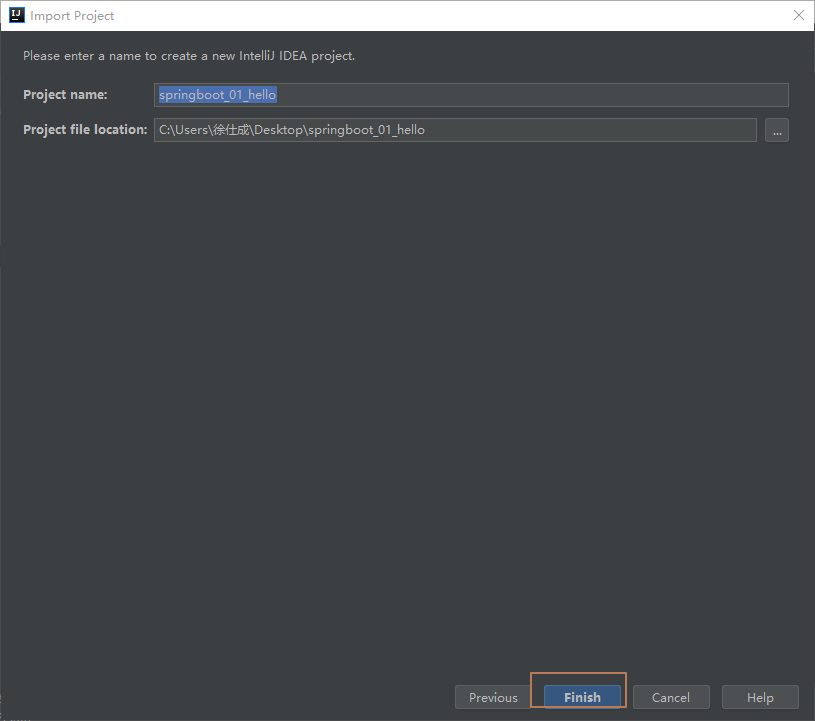 Import Project
Please enter a name to create a new IntelliJ IDEA project.
Project name: springboot_01_hello
Project file location: C:\Users\徐仕成\Desktop\springboot_01_hello ...
Previous Finish Cancel Help